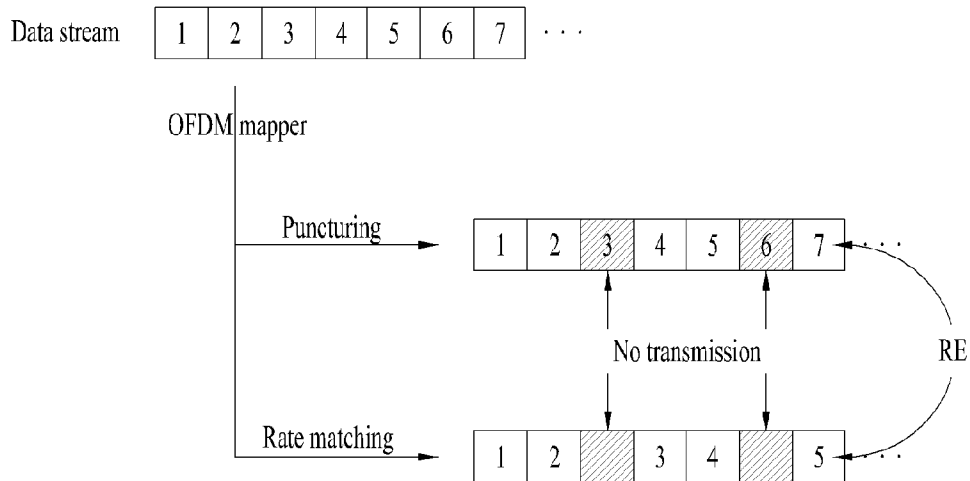 Data stream 1 2 3 4 5 6 7 · · ·
OFDM mapper
Puncturing 1 2 3 4 5 6 7 · · ·
No transmission RE
Rate matching 1 2 3 4 5 · · ·